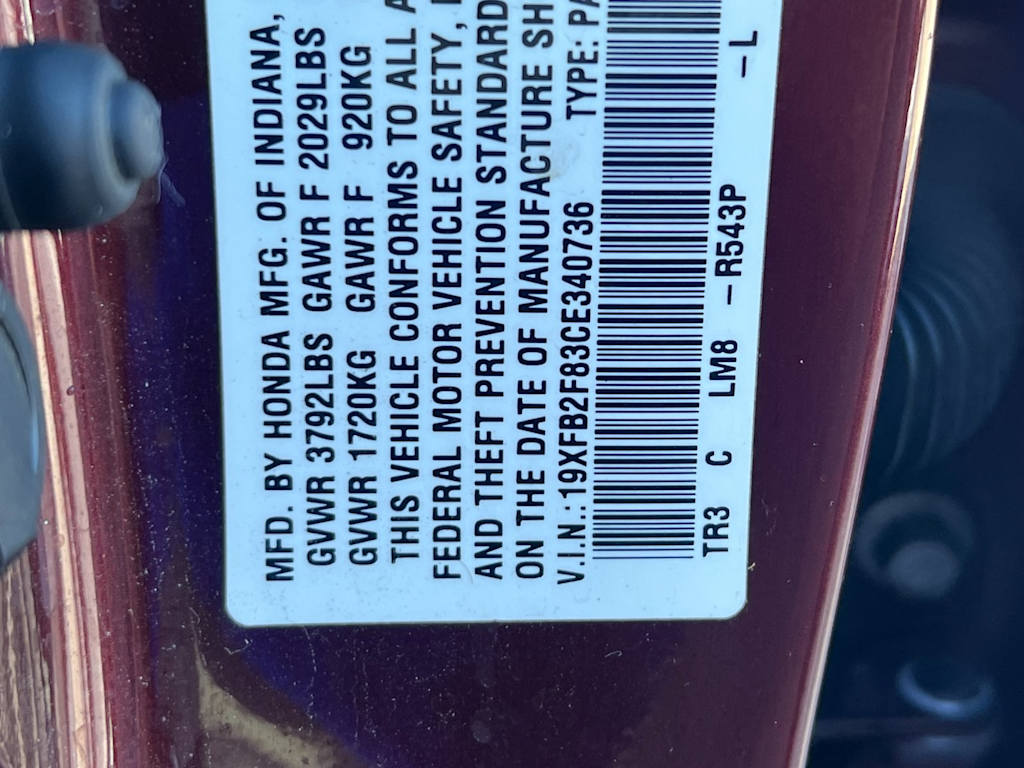 MFD. BY HONDA MFG. OF INDIANA,
GVWR 3792LBS GAWR F 2029LBS
GVWR 1720KG GAWR F 920KG
THIS VEHICLE CONFORMS TO ALL A
FEDERAL MOTOR VEHICLE SAFETY,
AND THEFT PREVENTION STANDARD
ON THE DATE OF MANUFACTURE SH
V.I.N.:19XFB2F83CE340736 TYPE: PA
TR3 C LM8 -R543P -L